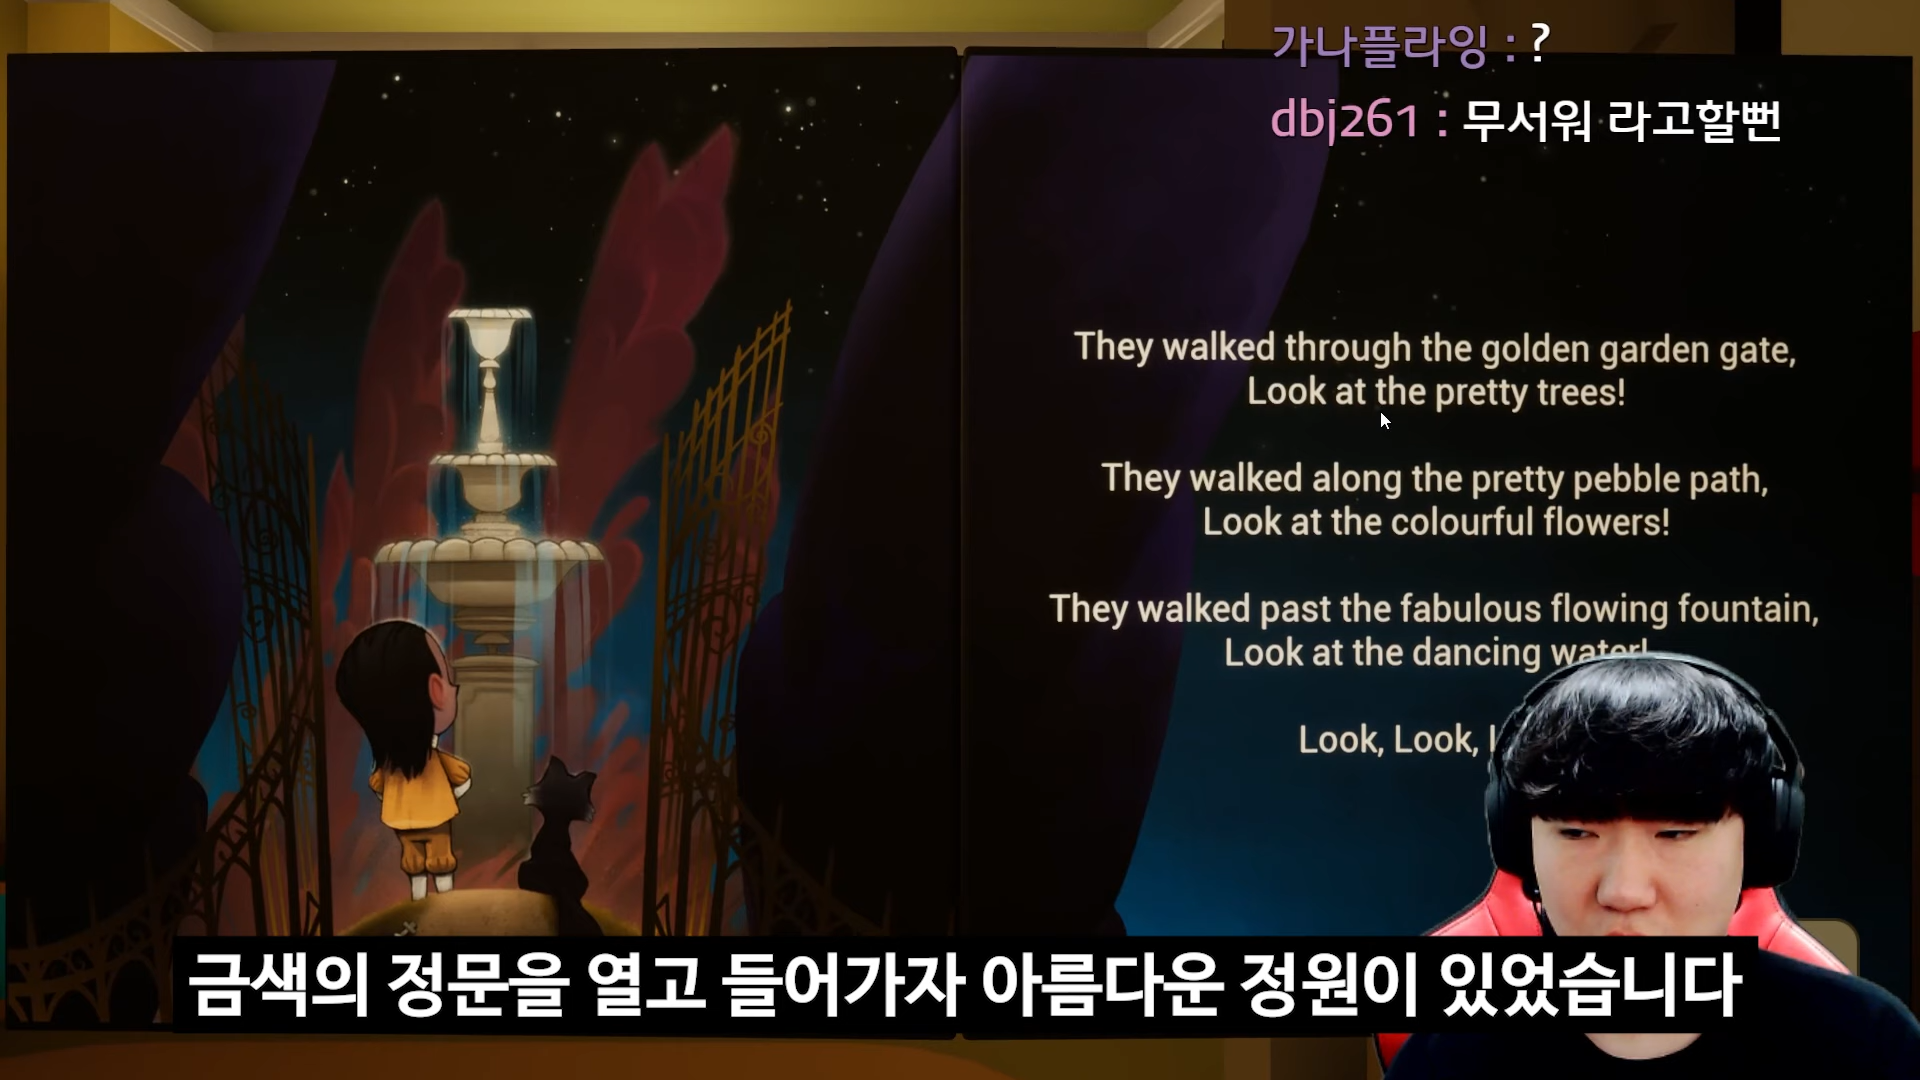 가나플라잉 : ?
dbj261 : 무서워 라고할뻔
They walked through the golden garden gate,
Look at the pretty trees!
They walked along the pretty pebble path,
Look at the colourful flowers!
They walked past the fabulous flowing fountain,
Look at the dancing water!
Look, Look,
금색의 정문을 열고 들어가자 아름다운 정원이 있었습니다